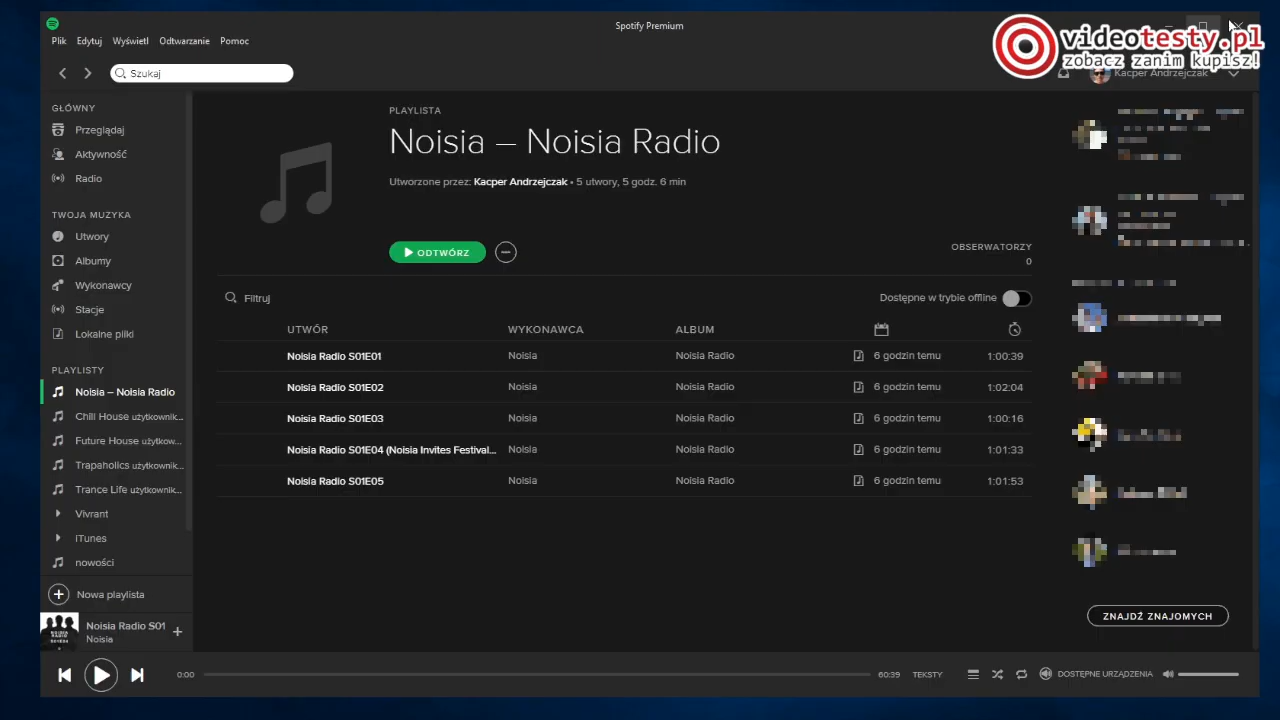 Spotify Premium
videotesty.pl
zobacz zanim kupisz!
Plik Edytuj Wyświetl Odtwarzanie Pomoc
Szukaj
Kacper Andrzejczak
GŁÓWNY
Przeglądaj
Aktywność
Radio
TWOJA MUZYKA
Utwory
Albumy
Wykonawcy
Stacje
Lokalne pliki
PLAYLISTY
Noisia – Noisia Radio
Chill House użytkownik...
Future House użytkow...
Trapaholics użytkownik...
Trance Life użytkownik...
Vivrant
iTunes
nowości
Nowa playlista
Noisia Radio S01
Noisia
PLAYLISTA
Noisia – Noisia Radio
Utworzone przez: Kacper Andrzejczak • 5 utwory, 5 godz. 6 min
ODTWÓRZ
OBSERWATORZY
0
Filtruj
Dostępne w trybie offline
UTWÓR WYKONAWCA ALBUM
Noisia Radio S01E01 Noisia Noisia Radio 6 godzin temu 1:00:39
Noisia Radio S01E02 Noisia Noisia Radio 6 godzin temu 1:02:04
Noisia Radio S01E03 Noisia Noisia Radio 6 godzin temu 1:00:16
Noisia Radio S01E04 (Noisia Invites Festival... Noisia Noisia Radio 6 godzin temu 1:01:33
Noisia Radio S01E05 Noisia Noisia Radio 6 godzin temu 1:01:53
ZNAJDŹ ZNAJOMYCH
0:00 60:39 TEKSTY DOSTĘPNE URZĄDZENIA